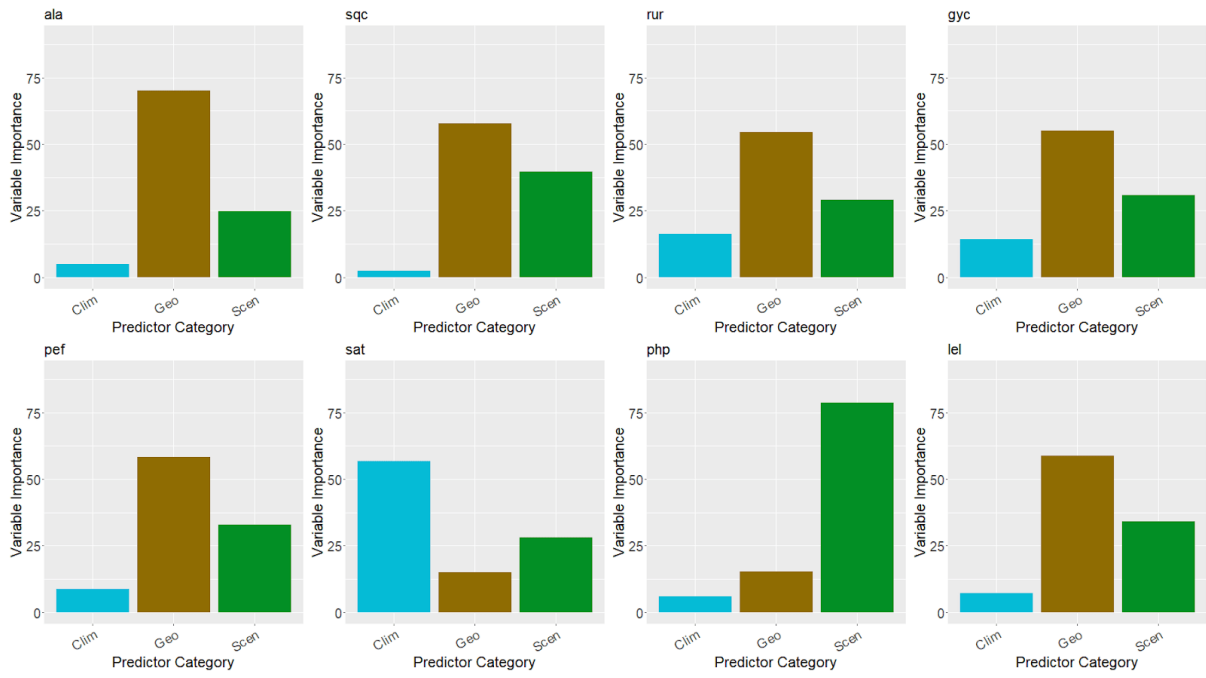 ala
Variable Importance
75
50
25
0
Clim Geo Scen
Predictor Category
sqc
Variable Importance
75
50
25
0
Clim Geo Scen
Predictor Category
rur
Variable Importance
75
50
25
0
Clim Geo Scen
Predictor Category
gyc
Variable Importance
75
50
25
0
Clim Geo Scen
Predictor Category
pef
Variable Importance
75
50
25
0
Clim Geo Scen
Predictor Category
sat
Variable Importance
75
50
25
0
Clim Geo Scen
Predictor Category
php
Variable Importance
75
50
25
0
Clim Geo Scen
Predictor Category
lel
Variable Importance
75
50
25
0
Clim Geo Scen
Predictor Category